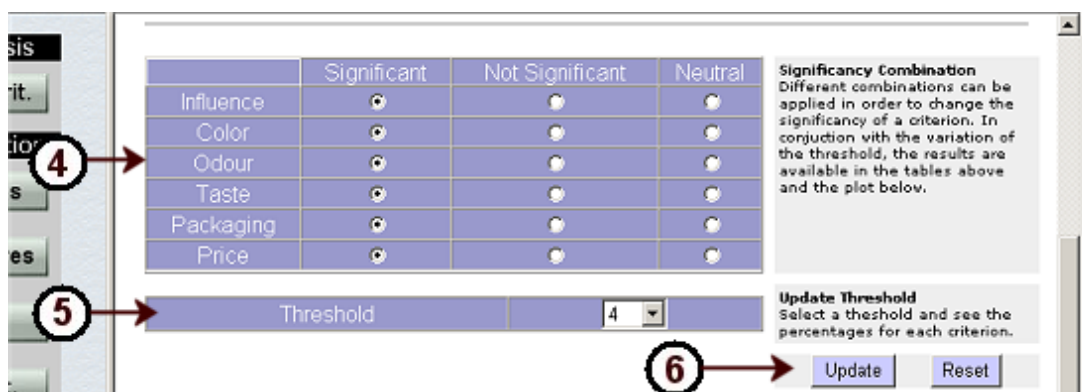 sis
rit.
tion
s
es
Significant Not Significant Neutral
Influence
Color
Odour
Taste
Packaging
Price
Significancy Combination
Different combinations can be
applied in order to change the
significancy of a criterion. In
conjuction with the variation of
the threshold, the results are
available in the tables above
and the plot below.
4
5
Threshold 4
Update Threshold
Select a theshold and see the
percentages for each criterion.
6
Update Reset